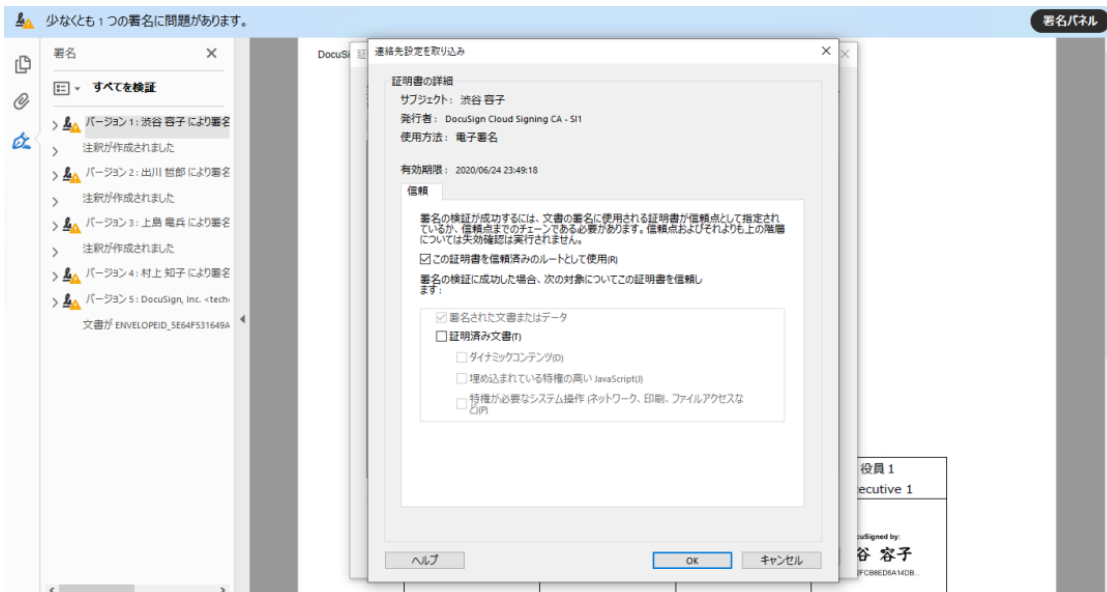 少なくとも1つの署名に問題があります。
署名パネル
署名
すべてを検証
バージョン 1: 渋谷 容子 により署名
注釈が作成されました
バージョン 2: 出川 哲郎 により署名
注釈が作成されました
バージョン 3: 上島 竜兵 により署名
注釈が作成されました
バージョン 4: 村上 知子 により署名
バージョン 5: DocuSign, Inc. <tech
文書が ENVELOPEID_5E64F531649A
DocuSi
証
連絡先設定を取り込み
証明書の詳細
サブジェクト: 渋谷 容子
発行者: DocuSign Cloud Signing CA - SI1
使用方法: 電子署名
有効期限: 2020/06/24 23:49:18
信頼
署名の検証が成功するには、文書の署名に使用される証明書が信頼点として指定され
ているか、信頼点までのチェーンである必要があります。信頼点およびそれよりも上の階層
については失効確認は実行されません。
この証明書を信頼済みのルートとして使用(R)
署名の検証に成功した場合、次の対象についてこの証明書を信頼し
ます:
署名された文書またはデータ
証明済み文書(T)
ダイナミックコンテンツ(D)
埋め込まれている特権の高い JavaScript(J)
特権が必要なシステム操作 (ネットワーク、印刷、ファイルアクセスな
ど)(P)
ヘルプ
OK
キャンセル
役員 1
ecutive 1
cuSigned by:
谷 容子
FCB8ED6A14DB...